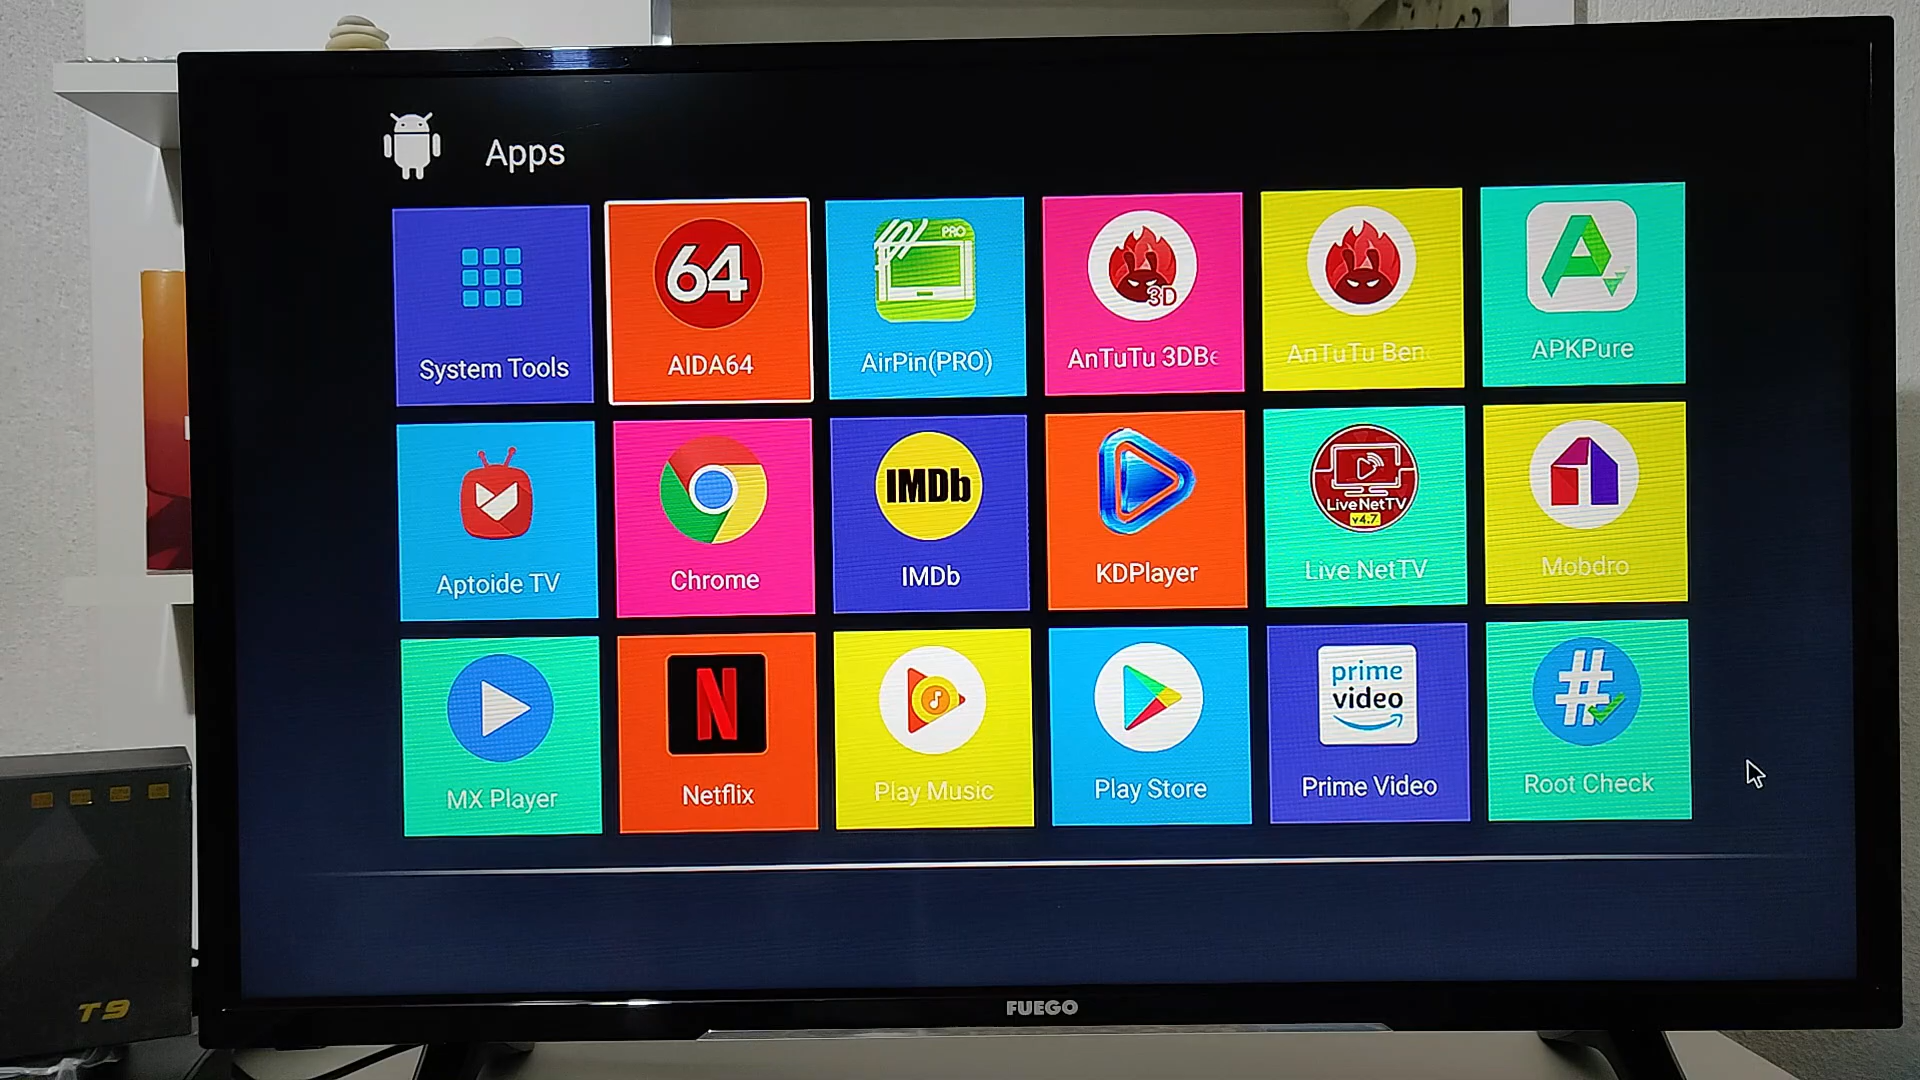 Apps
64
System Tools
AIDA64
PRO
AirPin(PRO)
3D
AnTuTu 3DBe
AnTuTu Ben
APKPure
Aptoide TV
Chrome
IMDb
IMDb
KDPlayer
LiveNetTV
v4.7
Live NetTV
Mobdro
MX Player
N
Netflix
Play Music
Play Store
prime
video
Prime Video
#
Root Check
T9
FUEGO